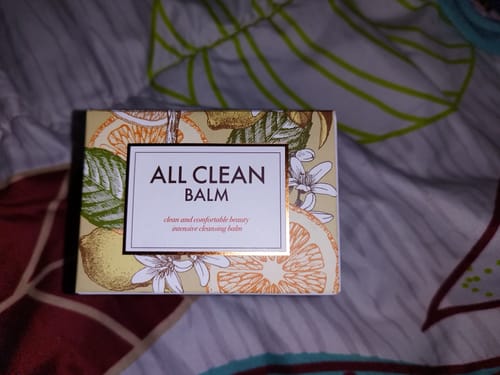 ALL CLEAN
BALM
clean and comfortable beauty
intensive cleansing balm